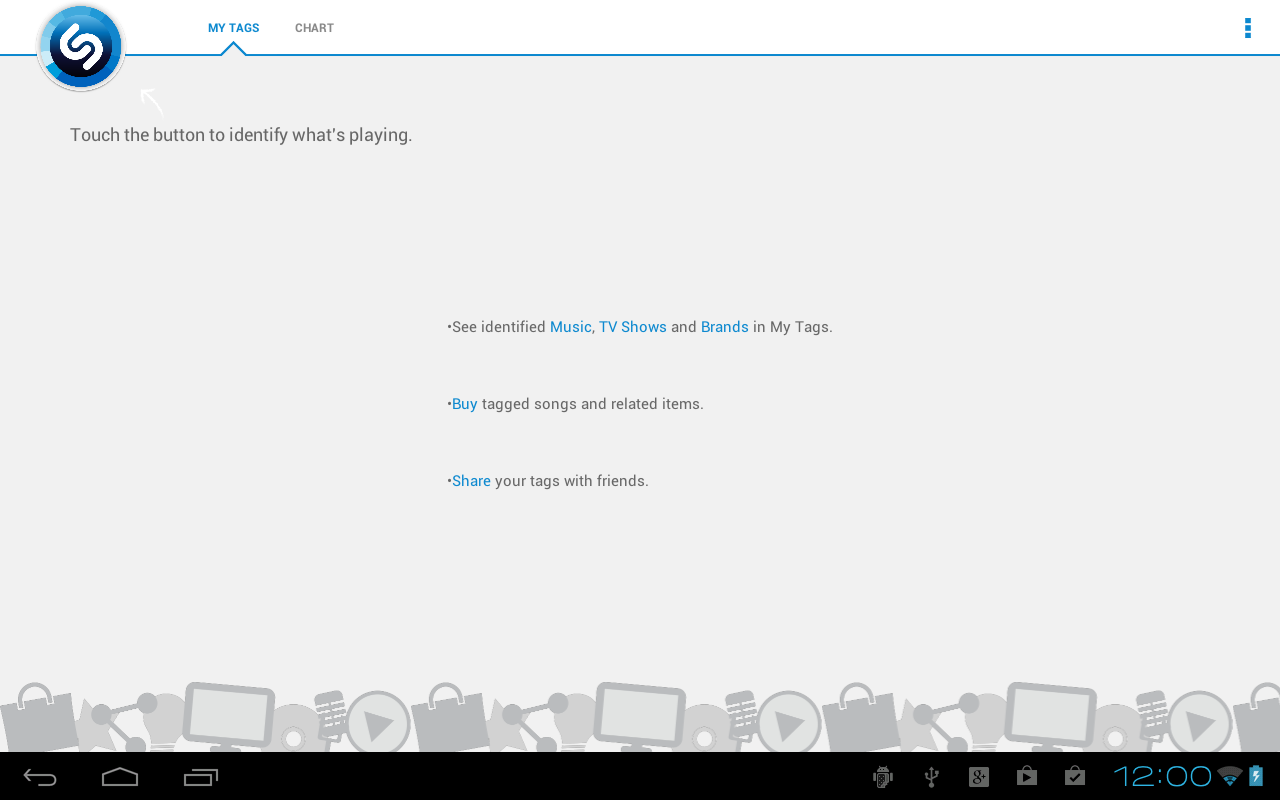 MY TAGS CHART
Touch the button to identify what's playing.
•See identified Music, TV Shows and Brands in My Tags.
•Buy tagged songs and related items.
•Share your tags with friends.
8+
12:00